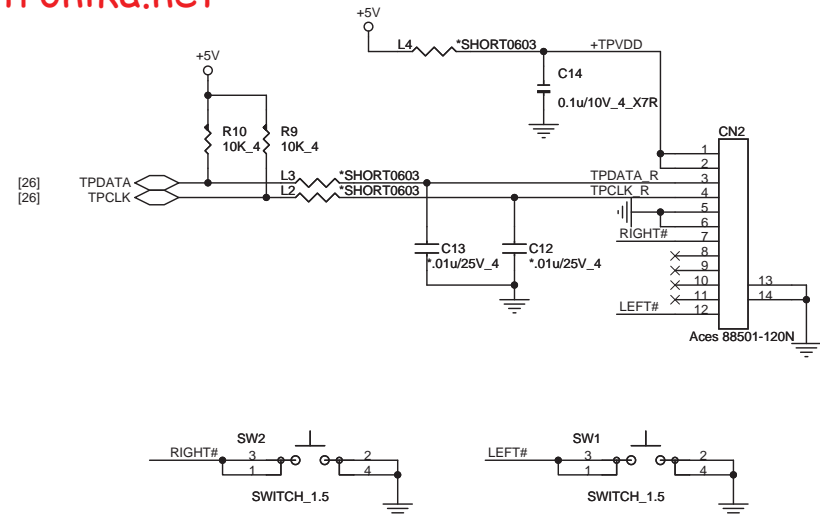 +5V
L4 *SHORT0603 +TPVDD
+5V
C14
0.1u/10V_4_X7R
R10 R9
10K_4 10K_4
CN2
1
2
[26] TPDATA L3 *SHORT0603 TPDATA_R 3
[26] TPCLK L2 *SHORT0603 TPCLK_R 4
5
6
RIGHT# 7
C13 C12
*.01u/25V_4 *.01u/25V_4
8
9
10 13
11 14
LEFT# 12
Aces 88501-120N
SW2 SW1
RIGHT# 3 2 LEFT# 3 2
1 4 1 4
SWITCH_1.5 SWITCH_1.5